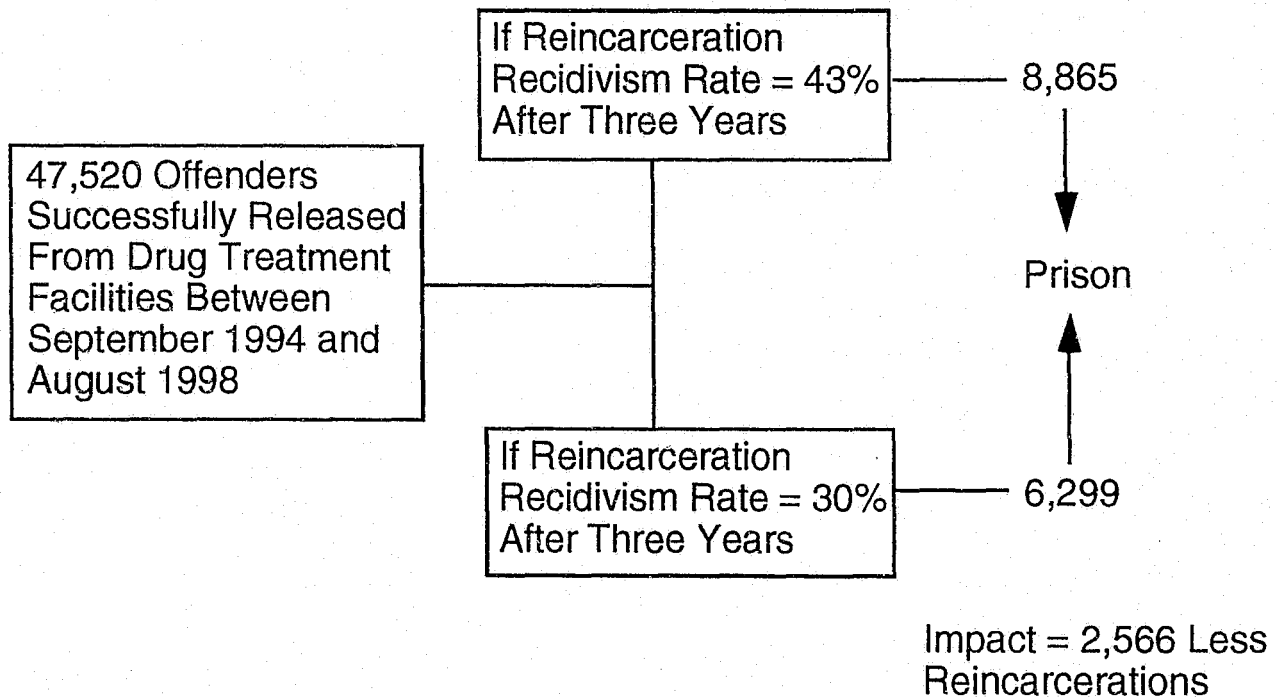 If Reincarceration
Recidivism Rate = 43%
After Three Years
8,865
47,520 Offenders
Successfully Released
From Drug Treatment
Facilities Between
September 1994 and
August 1998
Prison
If Reincarceration
Recidivism Rate = 30%
After Three Years
6,299
Impact = 2,566 Less
Reincarcerations